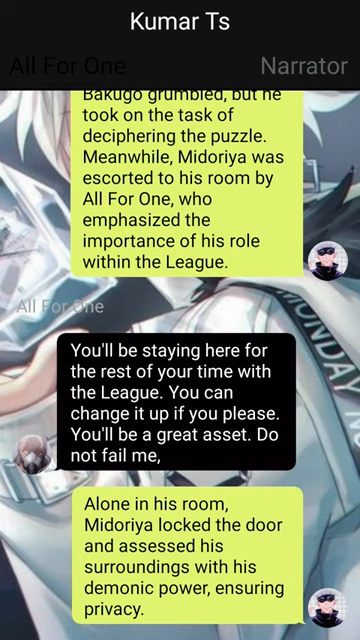 Kumar Ts
All For One
Narrator
Bakugo grumbled, but he
took on the task of
deciphering the puzzle.
Meanwhile, Midoriya was
escorted to his room by
All For One, who
emphasized the
importance of his role
within the League.
All For One
You'll be staying here for
the rest of your time with
the League. You can
change it up if you please.
You'll be a great asset. Do
not fail me,
Alone in his room,
Midoriya locked the door
and assessed his
surroundings with his
demonic power, ensuring
privacy.
MONDAY